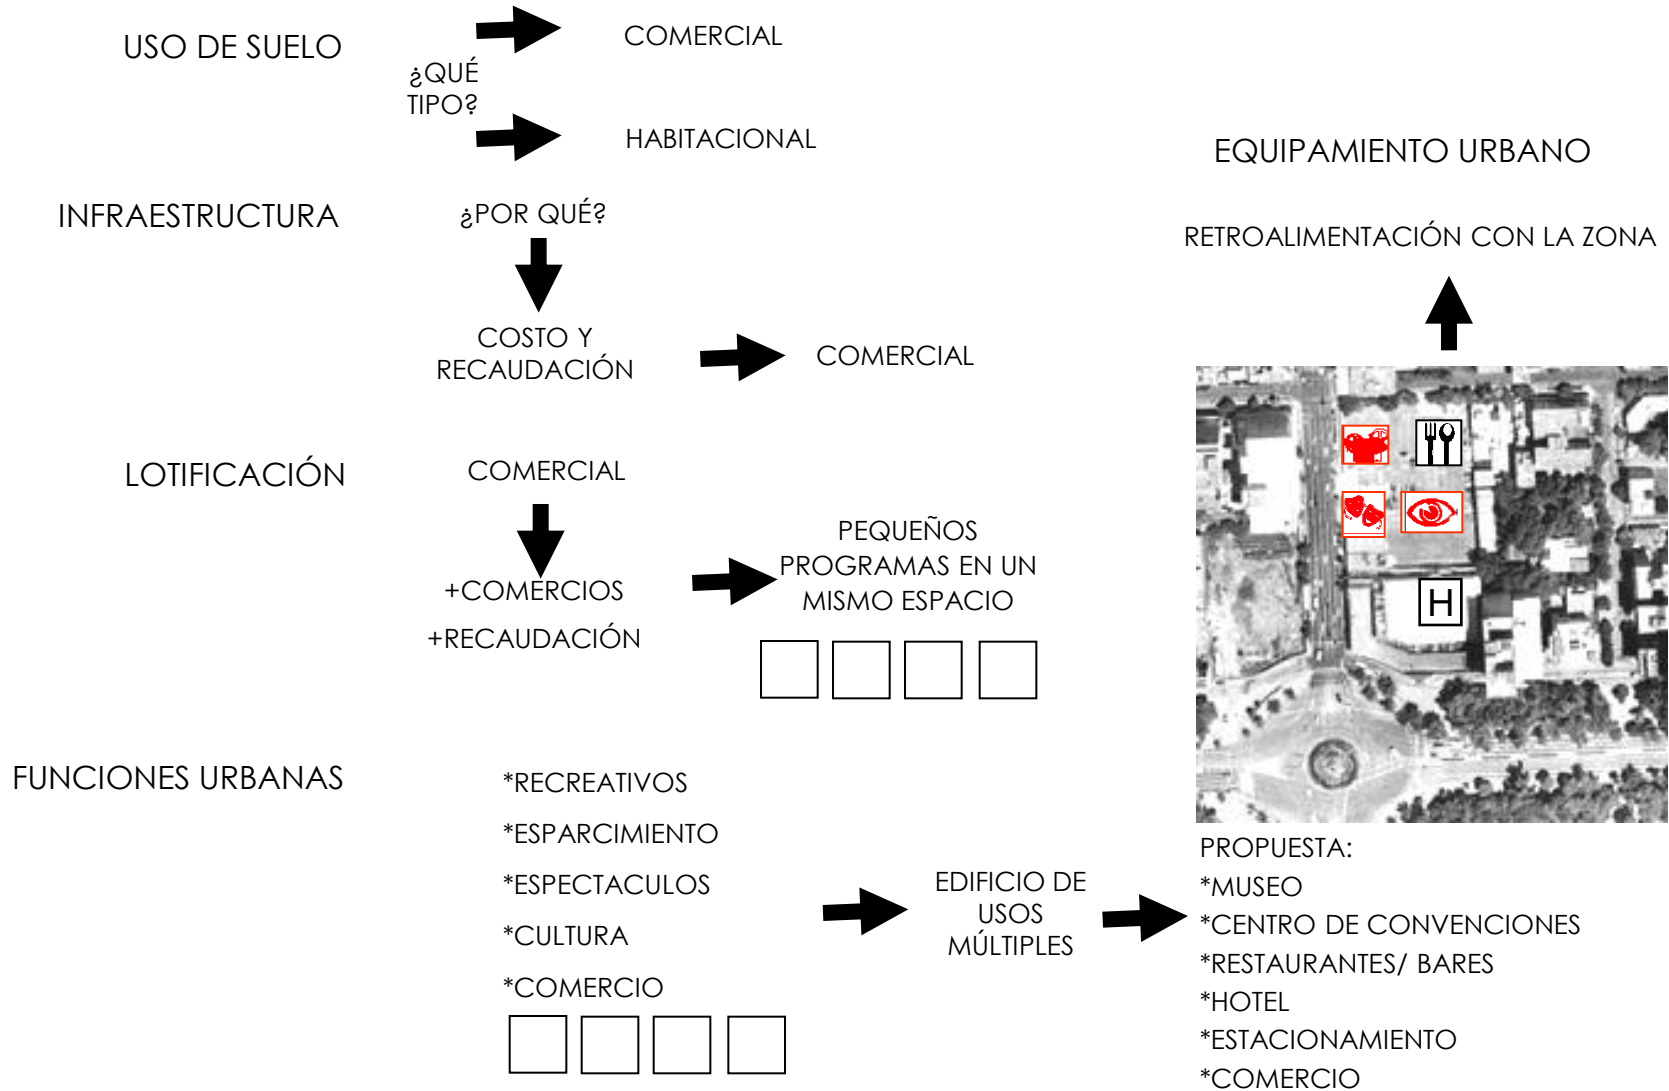 USO DE SUELO
¿QUÉ
TIPO?
COMERCIAL
HABITACIONAL
INFRAESTRUCTURA
¿POR QUÉ?
COSTO Y
RECAUDACIÓN
COMERCIAL
LOTIFICACIÓN
COMERCIAL
+COMERCIOS
+RECAUDACIÓN
PEQUEÑOS
PROGRAMAS EN UN
MISMO ESPACIO
FUNCIONES URBANAS
*RECREATIVOS
*ESPARCIMIENTO
*ESPECTACULOS
*CULTURA
*COMERCIO
EDIFICIO DE
USOS
MÚLTIPLES
EQUIPAMIENTO URBANO
RETROALIMENTACIÓN CON LA ZONA
H
PROPUESTA:
*MUSEO
*CENTRO DE CONVENCIONES
*RESTAURANTES/ BARES
*HOTEL
*ESTACIONAMIENTO
*COMERCIO